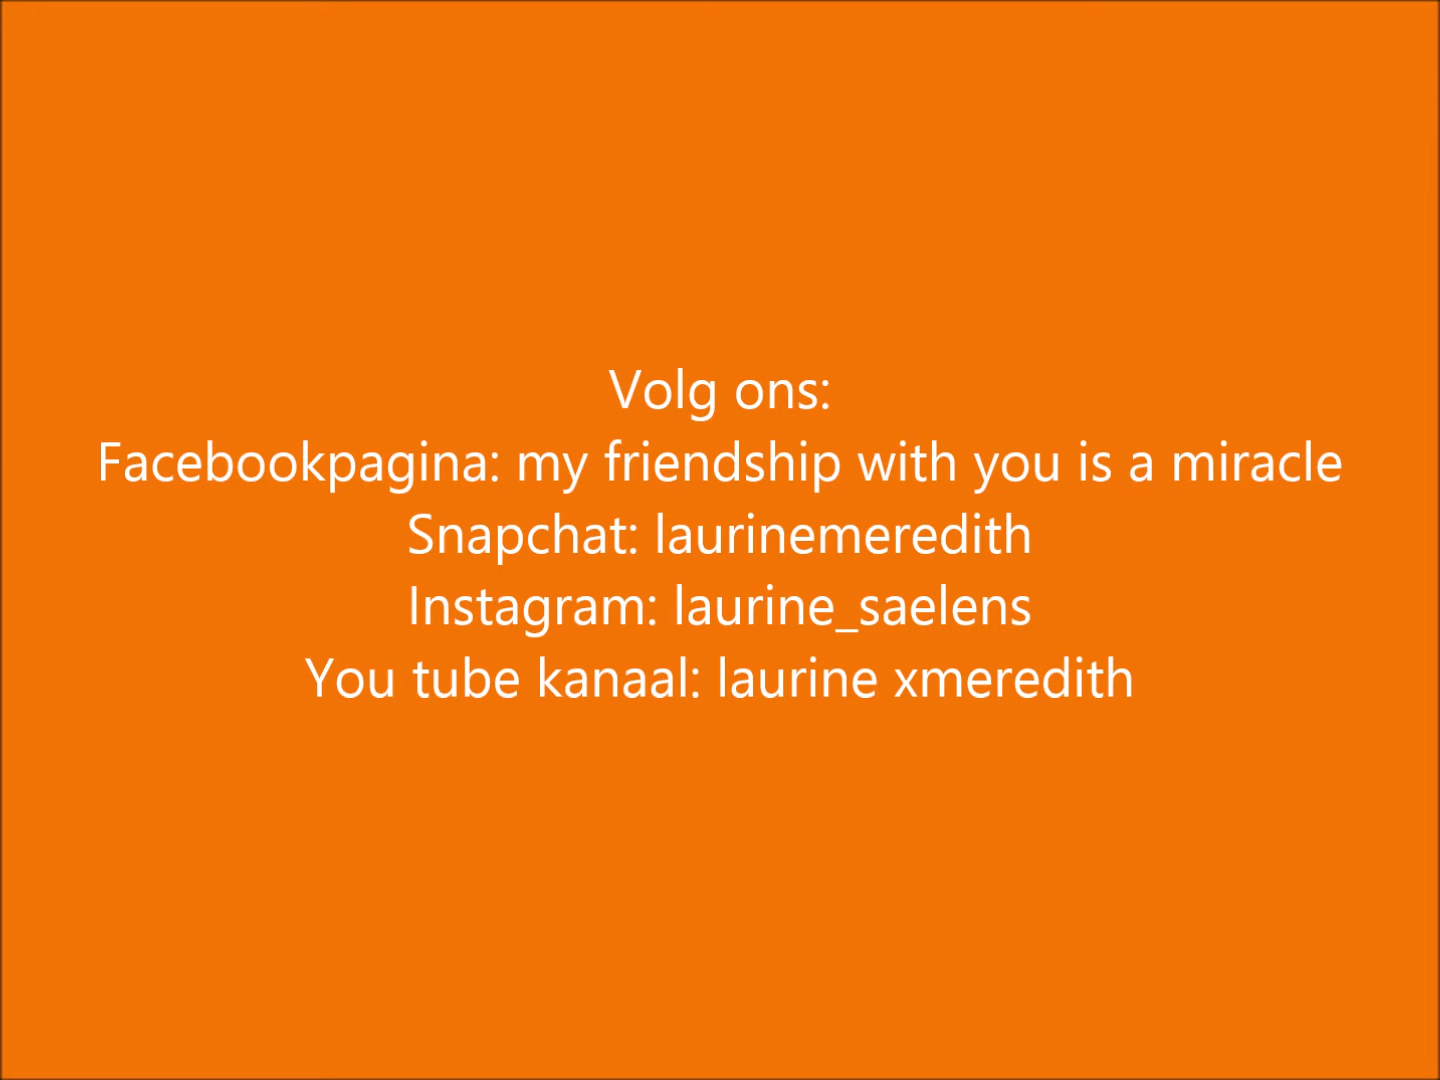 Volg ons:
Facebookpagina: my friendship with you is a miracle
Snapchat: laurinemeredith
Instagram: laurine_saelens
You tube kanaal: laurine xmeredith